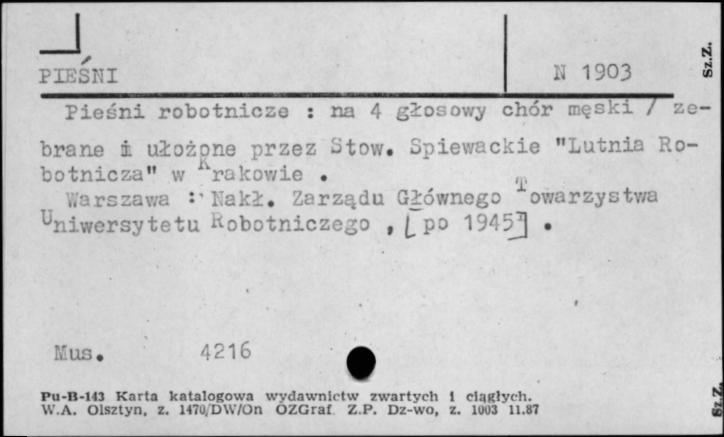 PIEŚNI
N 1903
Sz.Z.
Pieśni robotnicze : na 4 głosowy chór męski / ze-
brane i ułożone przez Stow. Spiewackie "Lutnia Ro-
botnicza" w Krakowie .
Warszawa : Nakł. Zarządu Głównego Towarzystwa
Uniwersytetu Robotniczego , [ po 1945] .
Mus. 4216
Pu-B-143 Karta katalogowa wydawnictw zwartych i ciągłych.
W.A. Olsztyn, z. 1470/DW/On OZGraf. Z.P. Dz-wo, z. 1003 11.87
Sz.Z.